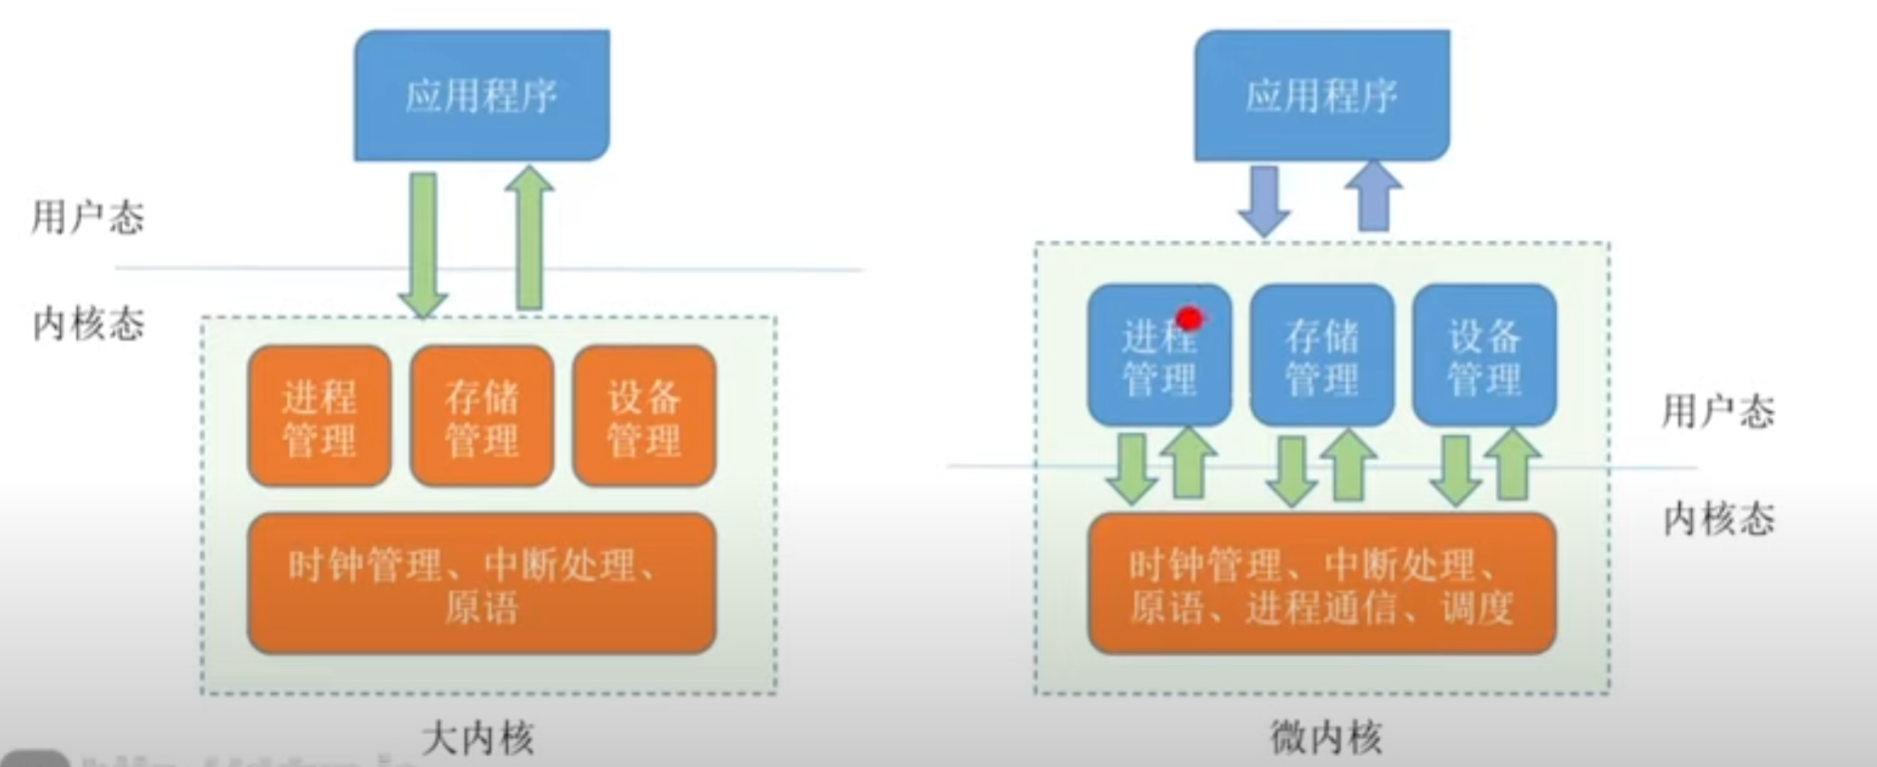 应用程序
用户态
内核态
进程
管理
存储
管理
设备
管理
时钟管理、中断处理、
原语
大内核
应用程序
进程
管理
存储
管理
设备
管理
用户态
内核态
时钟管理、中断处理、
原语、进程通信、调度
微内核